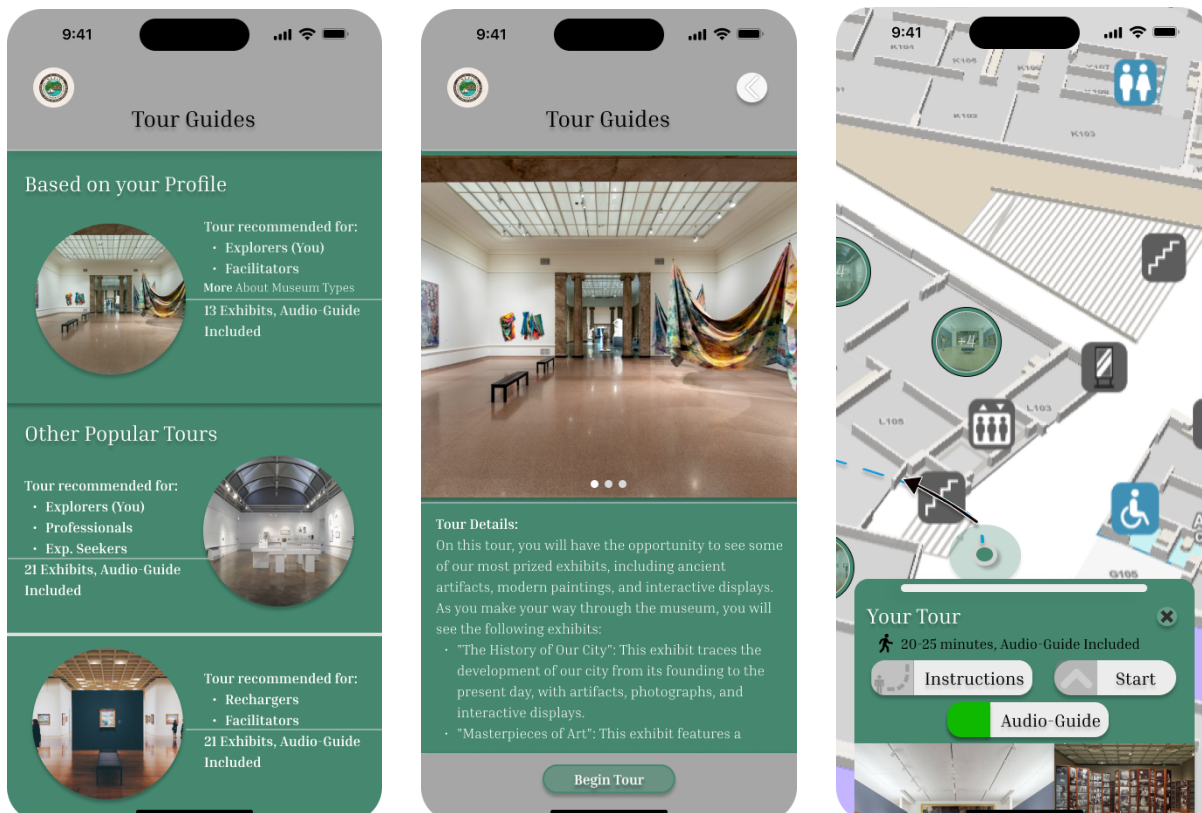 9:41
Tour Guides
Based on your Profile
Tour recommended for:
• Explorers (You)
• Facilitators
More About Museum Types
13 Exhibits, Audio-Guide
Included
Other Popular Tours
Tour recommended for:
• Explorers (You)
• Professionals
• Exp. Seekers
21 Exhibits, Audio-Guide
Included
Tour recommended for:
• Rechargers
• Facilitators
21 Exhibits, Audio-Guide
Included
9:41
Tour Guides
Tour Details:
On this tour, you will have the opportunity to see some
of our most prized exhibits, including ancient
artifacts, modern paintings, and interactive displays.
As you make your way through the museum, you will
see the following exhibits:
• "The History of Our City": This exhibit traces the
development of our city from its founding to the
present day, with artifacts, photographs, and
interactive displays.
• "Masterpieces of Art": This exhibit features a
Begin Tour
9:41
K104
K105
K107
K102
K103
+4
L103
L105
G105
Your Tour
20-25 minutes, Audio-Guide Included
Instructions
Start
Audio-Guide